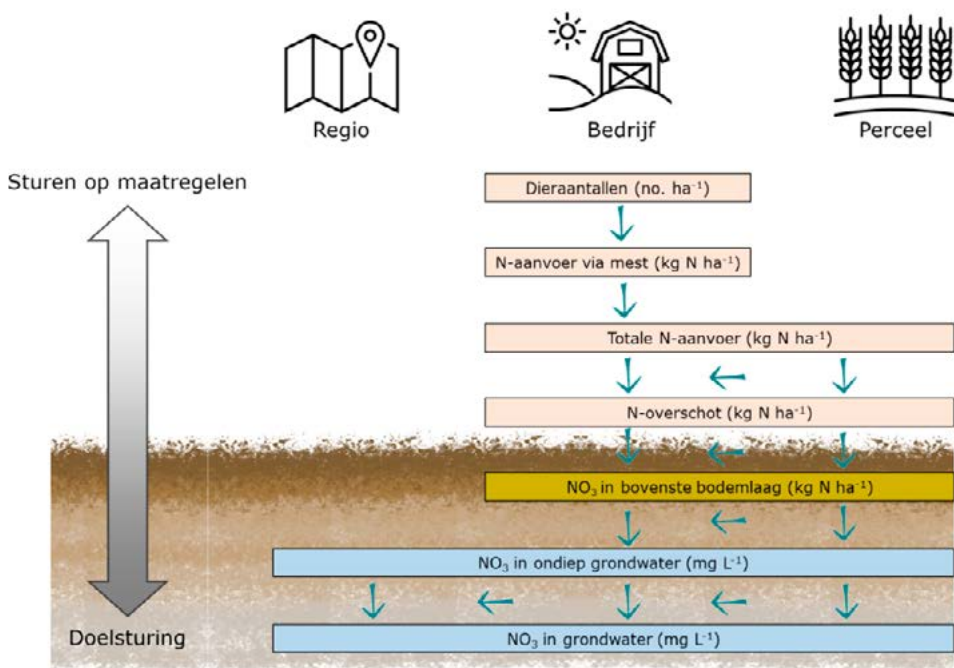 Regio
Bedrijf
Perceel
Sturen op maatregelen
Dieraantallen (no. ha⁻¹)
N-aanvoer via mest (kg N ha⁻¹)
Totale N-aanvoer (kg N ha⁻¹)
N-overschot (kg N ha⁻¹)
NO₃ in bovenste bodemlaag (kg N ha⁻¹)
NO₃ in ondiep grondwater (mg L⁻¹)
Doelsturing
NO₃ in grondwater (mg L⁻¹)